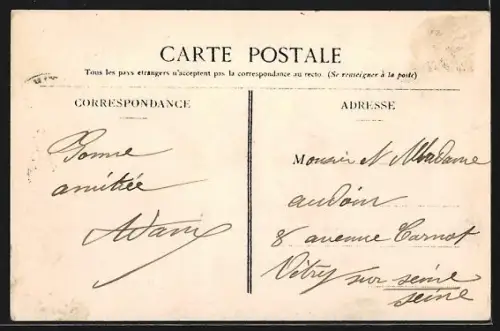 CARTE POSTALE
Tous les pays étrangers n'acceptent pas la correspondance au recto. (Se renseigner à la poste)
CORRESPONDANCE
Bonne
amitiée
ADRESSE
Monsieur et Madame
audoin
8 avenue Carnot
Vitry sur seine
seine